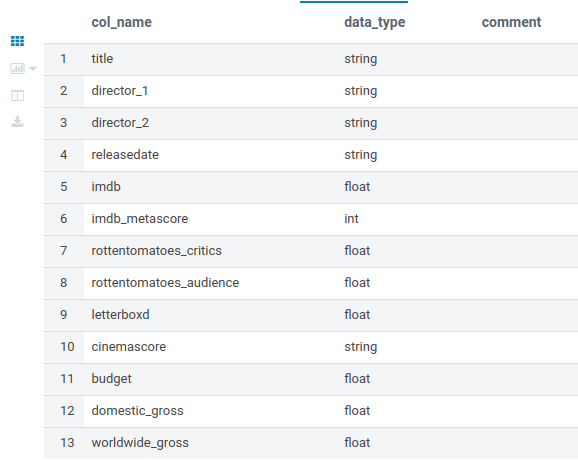 col_name data_type comment
1 title string
2 director_1 string
3 director_2 string
4 releasedate string
5 imdb float
6 imdb_metascore int
7 rottentomatoes_critics float
8 rottentomatoes_audience float
9 letterboxd float
10 cinemascore string
11 budget float
12 domestic_gross float
13 worldwide_gross float